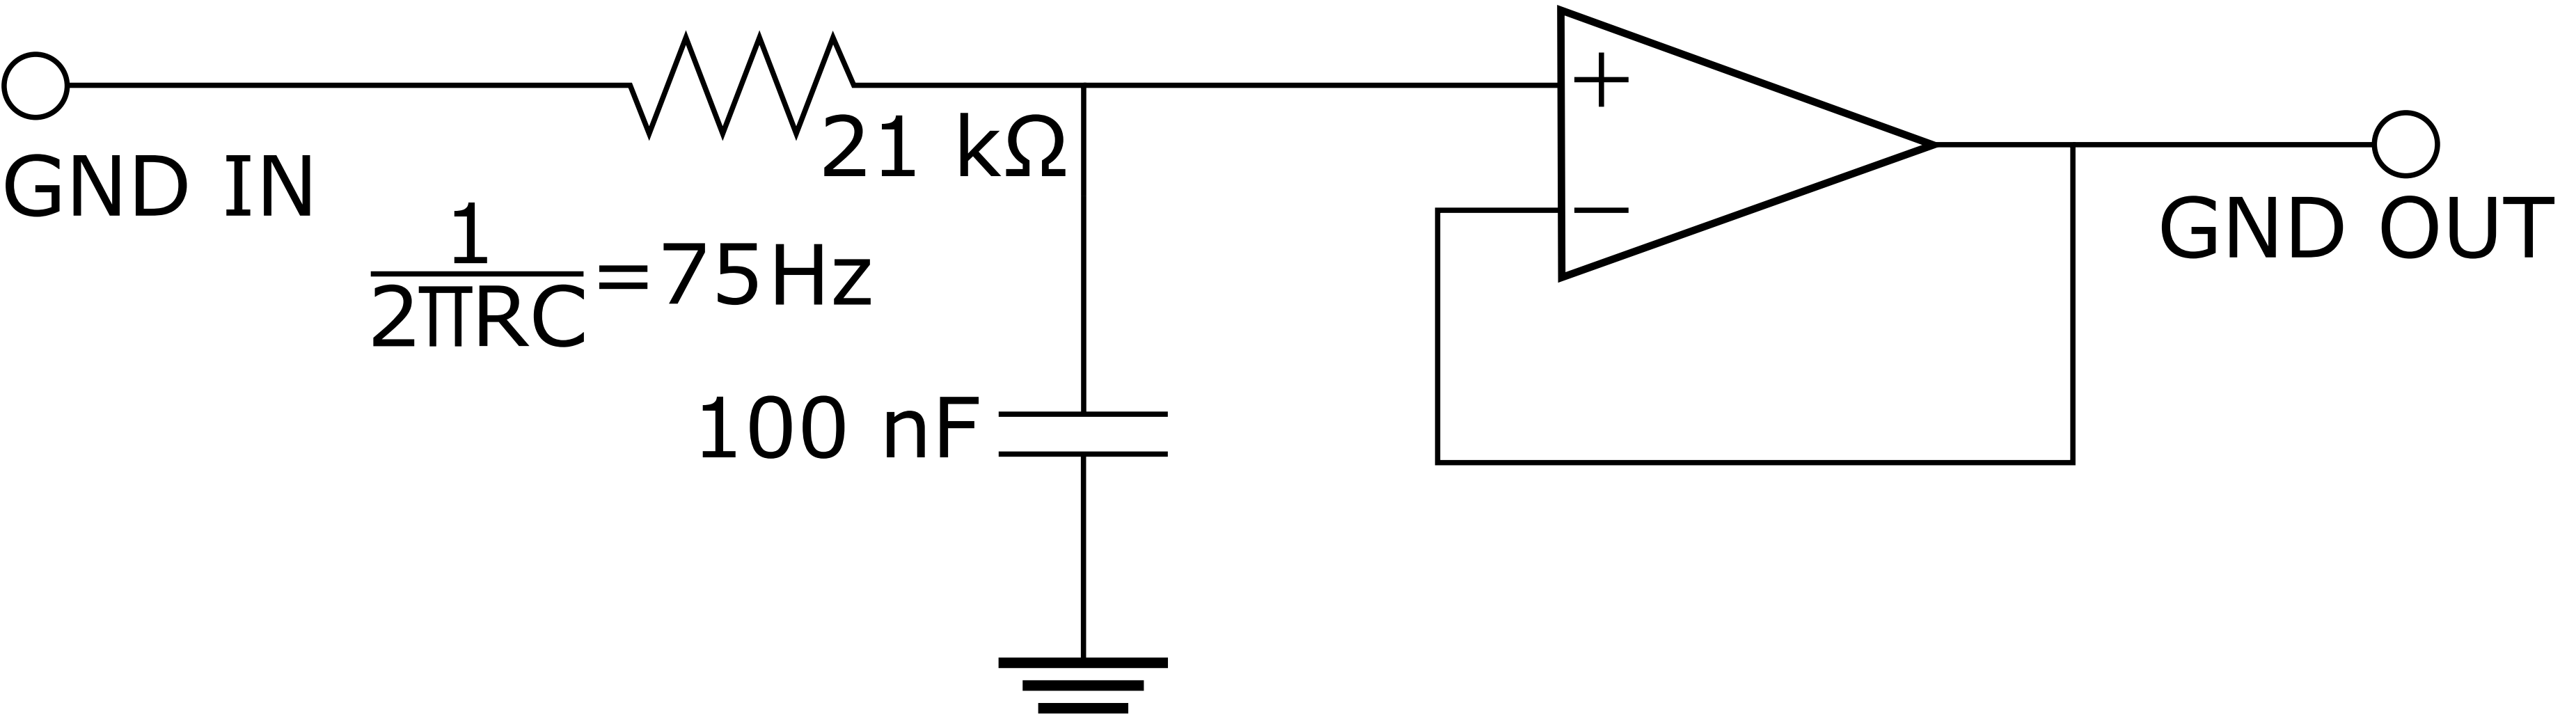 21 kΩ
GND IN
GND OUT
1
2πRC
=75Hz
100 nF
+
−